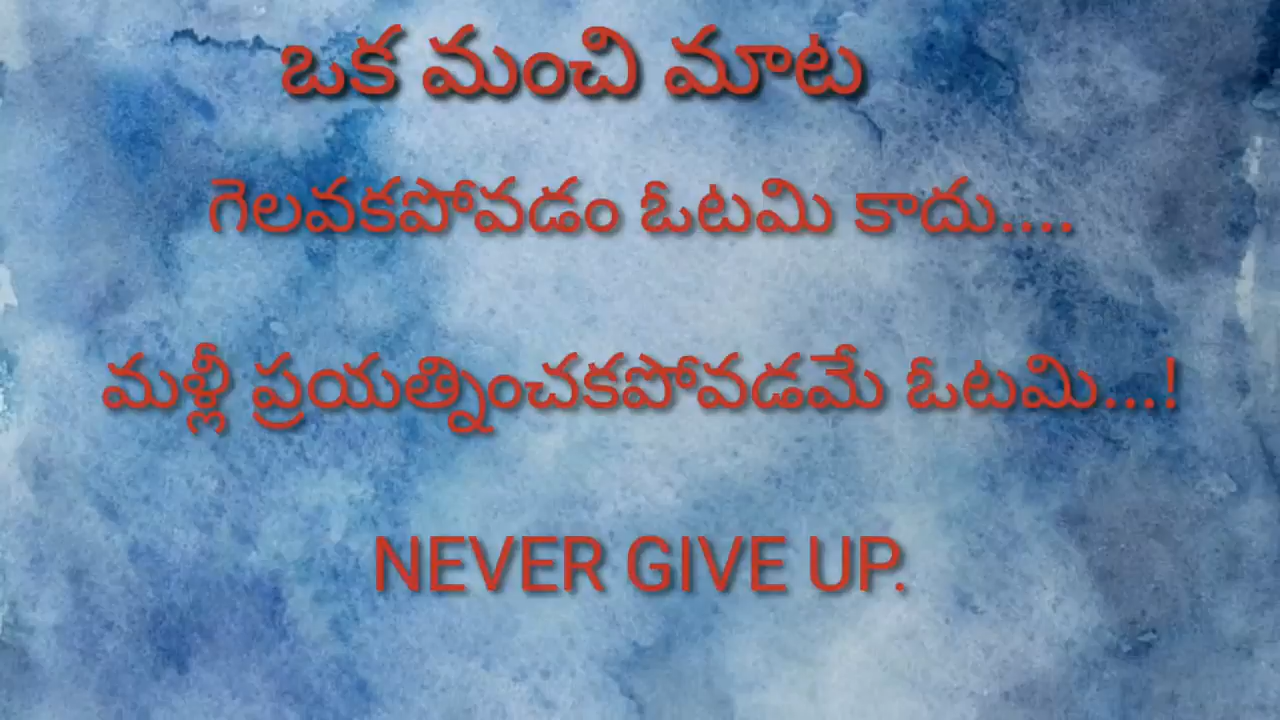 ఒక మంచి మాట
గెలవకపోవడం ఓటమి కాదు....
మళ్లీ ప్రయత్నించకపోవడమే ఓటమి...!
NEVER GIVE UP.